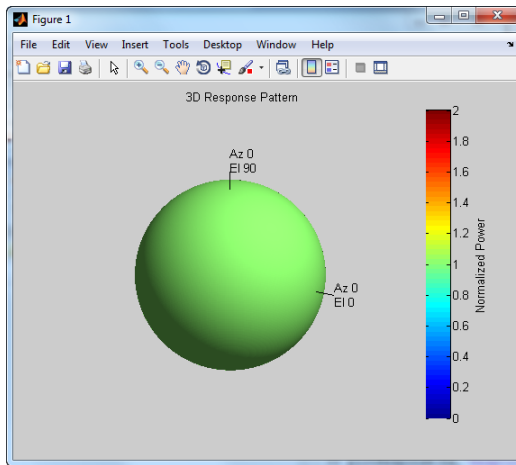 Figure 1
File Edit View Insert Tools Desktop Window Help
3D Response Pattern
Az 0
El 90
Az 0
El 0
2
1.8
1.6
1.4
1.2
1
0.8
0.6
0.4
0.2
0
Normalized Power